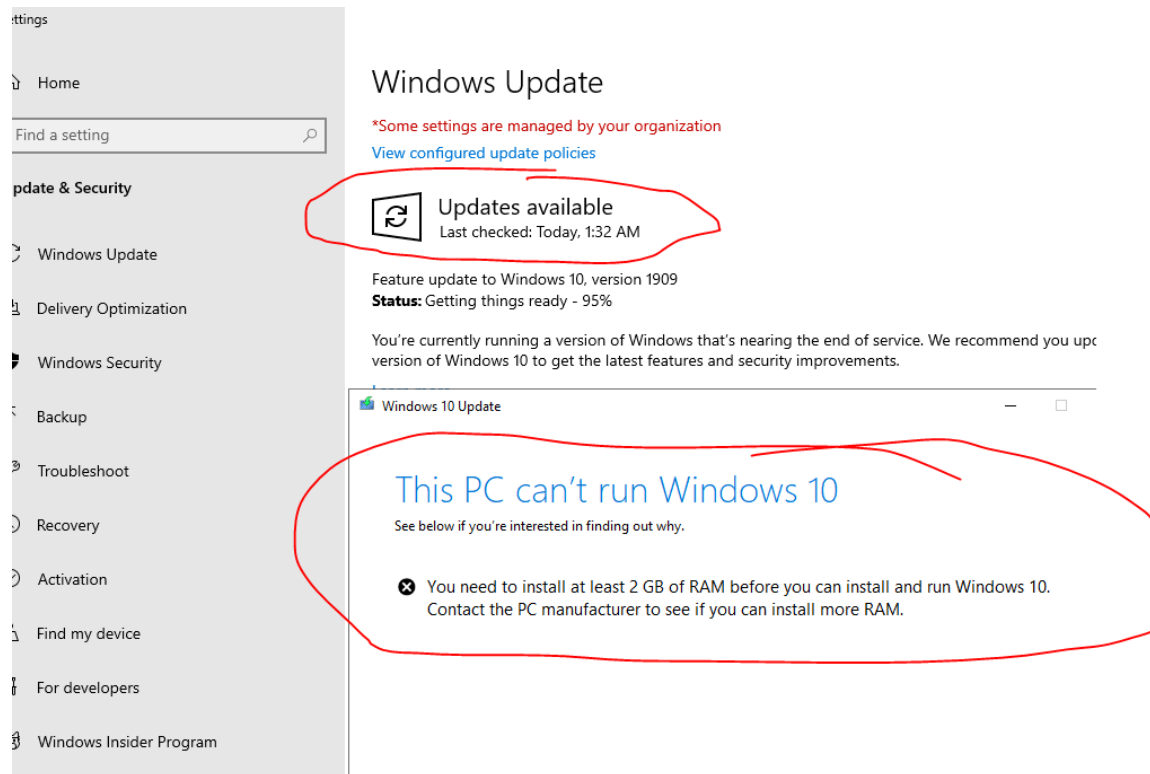 ttings
Home
Find a setting
pdate & Security
Windows Update
Delivery Optimization
Windows Security
Backup
Troubleshoot
Recovery
Activation
Find my device
For developers
Windows Insider Program
Windows Update
*Some settings are managed by your organization
View configured update policies
Updates available
Last checked: Today, 1:32 AM
Feature update to Windows 10, version 1909
Status: Getting things ready - 95%
You're currently running a version of Windows that's nearing the end of service. We recommend you upd
version of Windows 10 to get the latest features and security improvements.
Windows 10 Update
This PC can't run Windows 10
See below if you're interested in finding out why.
You need to install at least 2 GB of RAM before you can install and run Windows 10.
Contact the PC manufacturer to see if you can install more RAM.